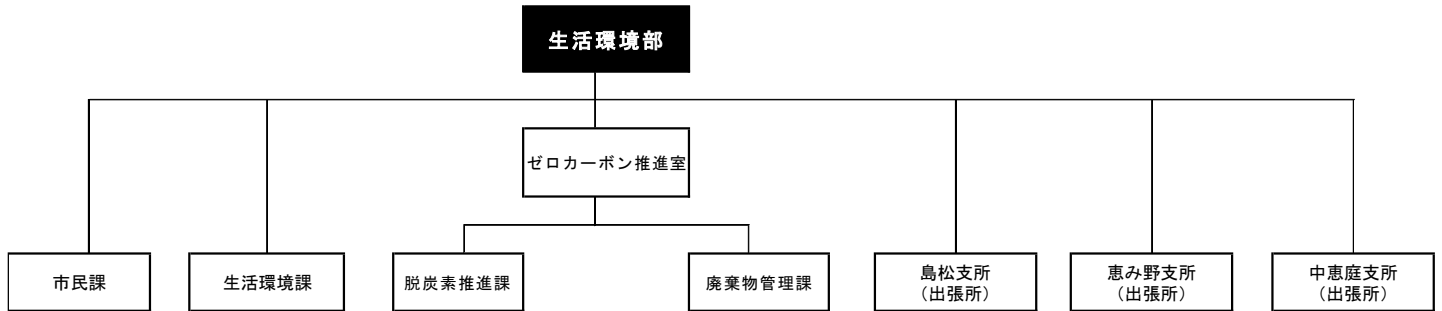 生活環境部
ゼロカーボン推進室
市民課
生活環境課
脱炭素推進課
廃棄物管理課
島松支所
（出張所）
恵み野支所
（出張所）
中恵庭支所
（出張所）